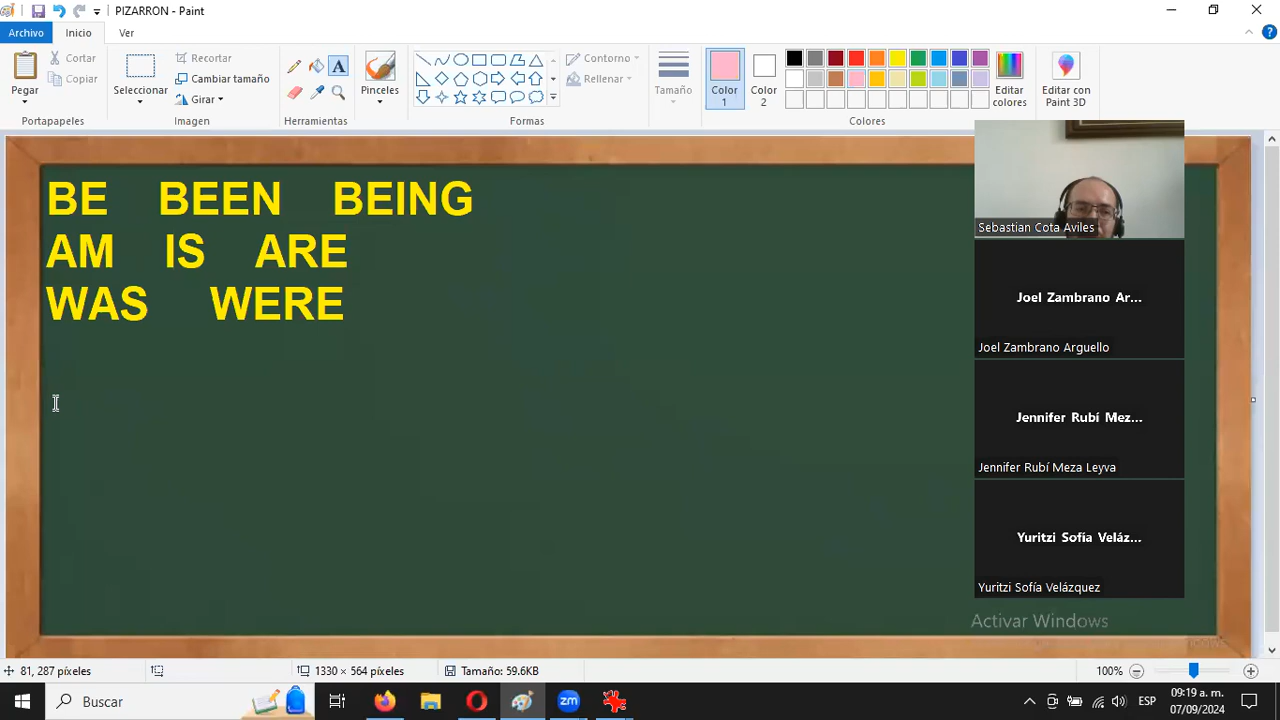 PIZARRON - Paint
Archivo Inicio Ver
Pegar
Cortar
Copiar
Portapapeles
Seleccionar
Recortar
Cambiar tamaño
Girar
Imagen
A
Herramientas
Pinceles
Contorno
Rellenar
Formas
Tamaño
Color 1
Color 2
Editar colores
Editar con Paint 3D
Colores
BE BEEN BEING
AM IS ARE
WAS WERE
Sebastian Cota Aviles
Joel Zambrano Ar...
Joel Zambrano Arguello
Jennifer Rubí Mez...
Jennifer Rubí Meza Leyva
Yuritzi Sofía Veláz...
Yuritzi Sofía Velázquez
Activar Windows
81, 287 píxeles
1330 × 564 píxeles
Tamaño: 59.6KB
100%
Buscar
zm
ESP
09:19 a. m.
07/09/2024